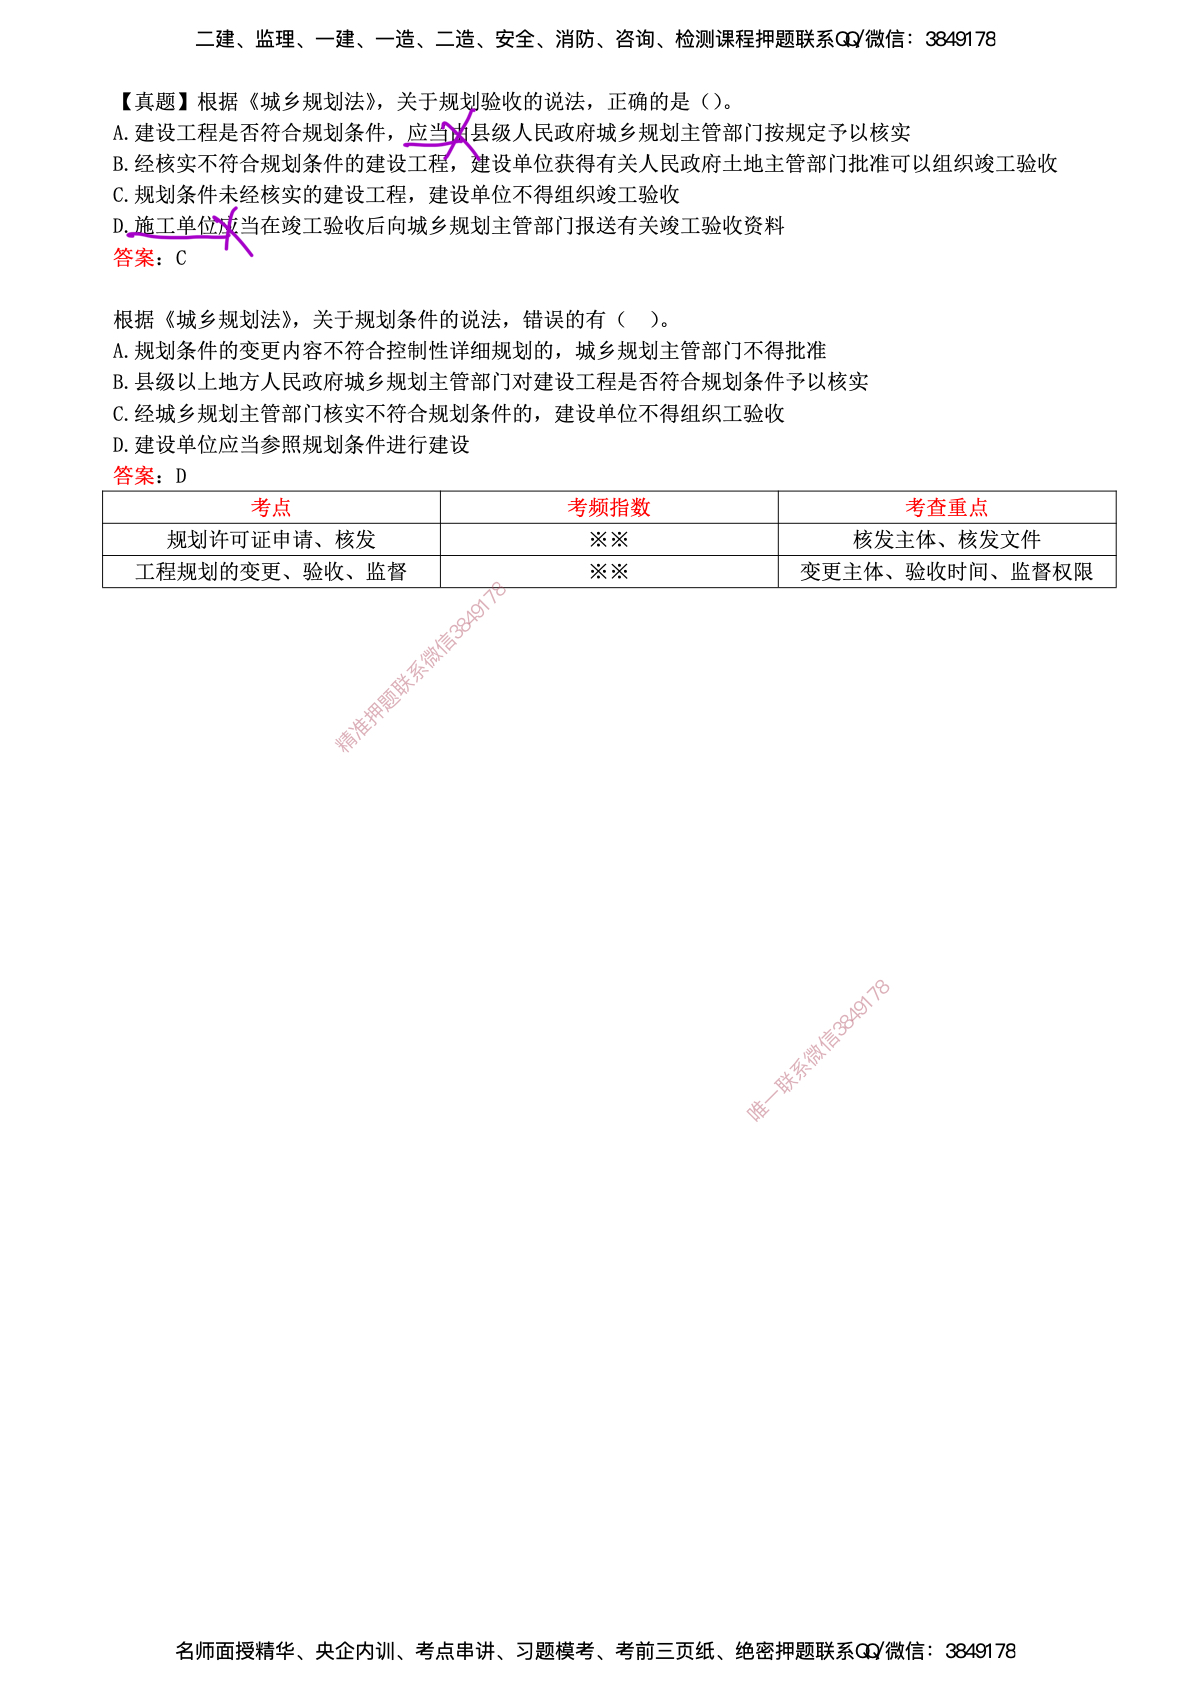 二建、监理、一建、一造、二造、安全、消防、咨询、检测课程押题联系QQ/微信：3849178
【真题】根据《城乡规划法》，关于规划验收的说法，正确的是（）。
A.建设工程是否符合规划条件，应当由县级人民政府城乡规划主管部门按规定予以核实
B.经核实不符合规划条件的建设工程，建设单位获得有关人民政府土地主管部门批准可以组织竣工验收
C.规划条件未经核实的建设工程，建设单位不得组织竣工验收
D.施工单位应当在竣工验收后向城乡规划主管部门报送有关竣工验收资料
答案：C
根据《城乡规划法》，关于规划条件的说法，错误的有（ ）。
A.规划条件的变更内容不符合控制性详细规划的，城乡规划主管部门不得批准
B.县级以上地方人民政府城乡规划主管部门对建设工程是否符合规划条件予以核实
C.经城乡规划主管部门核实不符合规划条件的，建设单位不得组织工验收
D.建设单位应当参照规划条件进行建设
答案：D
考点 考频指数 考查重点
规划许可证申请、核发 ※※ 核发主体、核发文件
工程规划的变更、验收、监督 ※※ 变更主体、验收时间、监督权限
精准押题联系微信3849178
唯一联系微信3849178
名师面授精华、央企内训、考点串讲、习题模考、考前三页纸、绝密押题联系QQ/微信：3849178